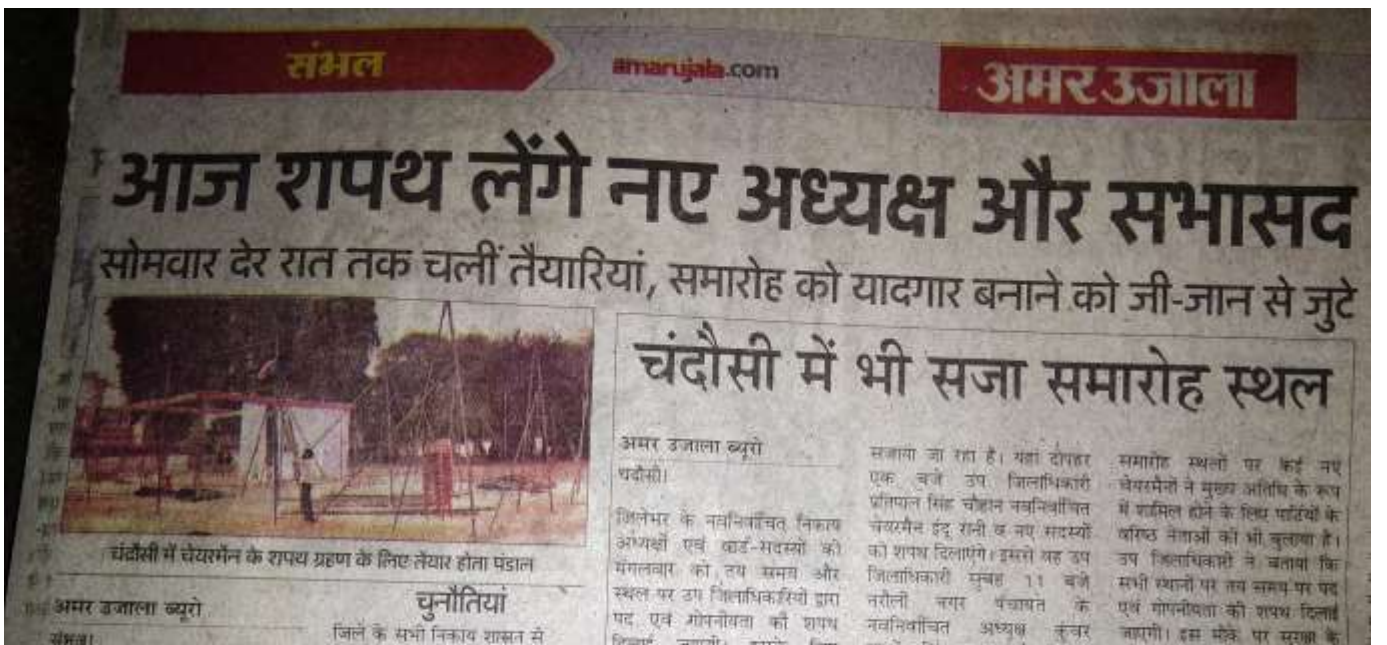 संभल
amarujala.com
अमर उजाला
आज शपथ लेंगे नए अध्यक्ष और सभासद
सोमवार देर रात तक चलीं तैयारियां, समारोह को यादगार बनाने को जी-जान से जुटे
चंदौसी में चेयरमैन के शपथ ग्रहण के लिए तैयार होता पंडाल
अमर उजाला ब्यूरो
संभल।
चुनौतियां
जिले के सभी निकाय शासन से
चंदौसी में भी सजा समारोह स्थल
अमर उजाला ब्यूरो
चंदौसी।
जिलेभर के नवनिर्वाचित निकाय
अध्यक्षों एवं वार्ड-सदस्यों को
मंगलवार को तय समय और
स्थल पर उप जिलाधिकारियों द्वारा
पद एवं गोपनीयता की शपथ
सजाया जा रहा है। यहां दोपहर
एक बजे उप जिलाधिकारी
प्रतिपाल सिंह चौहान नवनिर्वाचित
चेयरमैन इंदु रानी व नए सदस्यों
को शपथ दिलाएंगे। इससे वह उप
जिलाधिकारी सुबह 11 बजे
नरौली नगर पंचायत के
नवनिर्वाचित अध्यक्ष कुंवर
समारोह स्थलों पर कई नए
चेयरमैनों ने मुख्य अतिथि के रूप
में शामिल होने के लिए पार्टियों के
वरिष्ठ नेताओं को भी बुलाया है।
उप जिलाधिकारी ने बताया कि
सभी स्थानों पर तय समय पर पद
एवं गोपनीयता की शपथ दिलाई
जाएगी। इस मौके पर सुरक्षा के